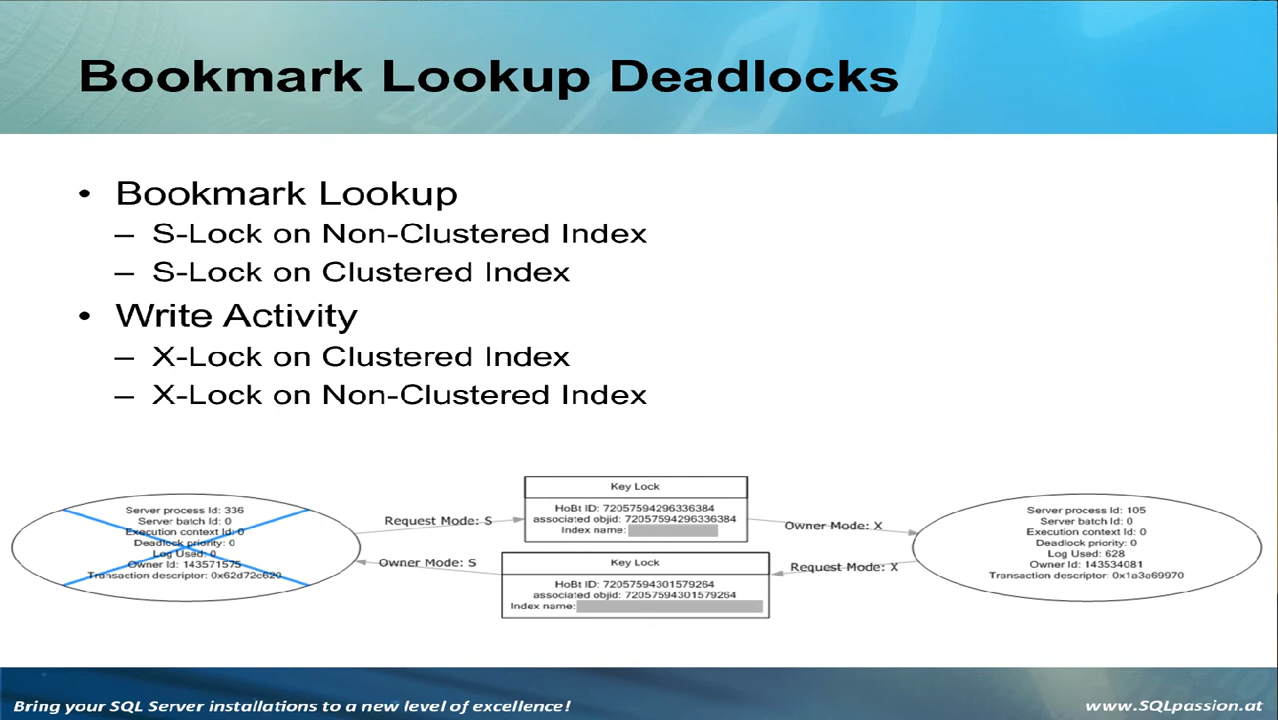 Bookmark Lookup Deadlocks
• Bookmark Lookup
– S-Lock on Non-Clustered Index
– S-Lock on Clustered Index
• Write Activity
– X-Lock on Clustered Index
– X-Lock on Non-Clustered Index
Server process Id: 336
Server batch Id: 0
Execution context Id: 0
Deadlock priority: 0
Log Used: 0
Owner Id: 143571575
Transaction descriptor: 0x62d72c620
Request Mode: S
Owner Mode: S
Key Lock
HoBt ID: 72057594296336384
associated objid: 72057594296336384
Index name:
Key Lock
HoBt ID: 72057594301579264
associated objid: 72057594301579264
Index name:
Owner Mode: X
Request Mode: X
Server process Id: 105
Server batch Id: 0
Execution context Id: 0
Deadlock priority: 0
Log Used: 628
Owner Id: 143534081
Transaction descriptor: 0x1a3a69970
Bring your SQL Server installations to a new level of excellence!
www.SQLpassion.at